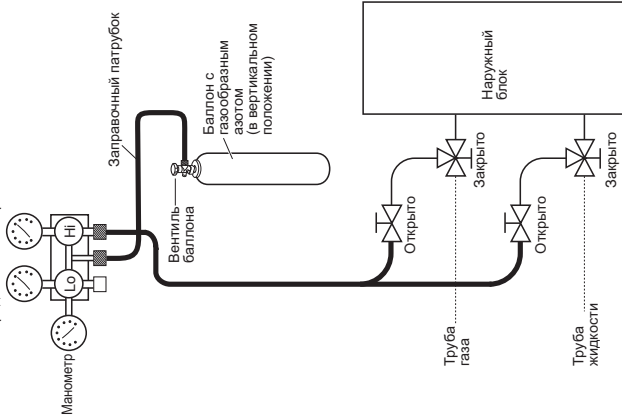 Манометр
Lo
Hi
Заправочный патрубок
Вентиль
баллона
Баллон с
газообразным
азотом
(в вертикальном
положении)
Открыто
Закрыто
Открыто
Закрыто
Наружный
блок
Труба
газа
Труба
жидкости